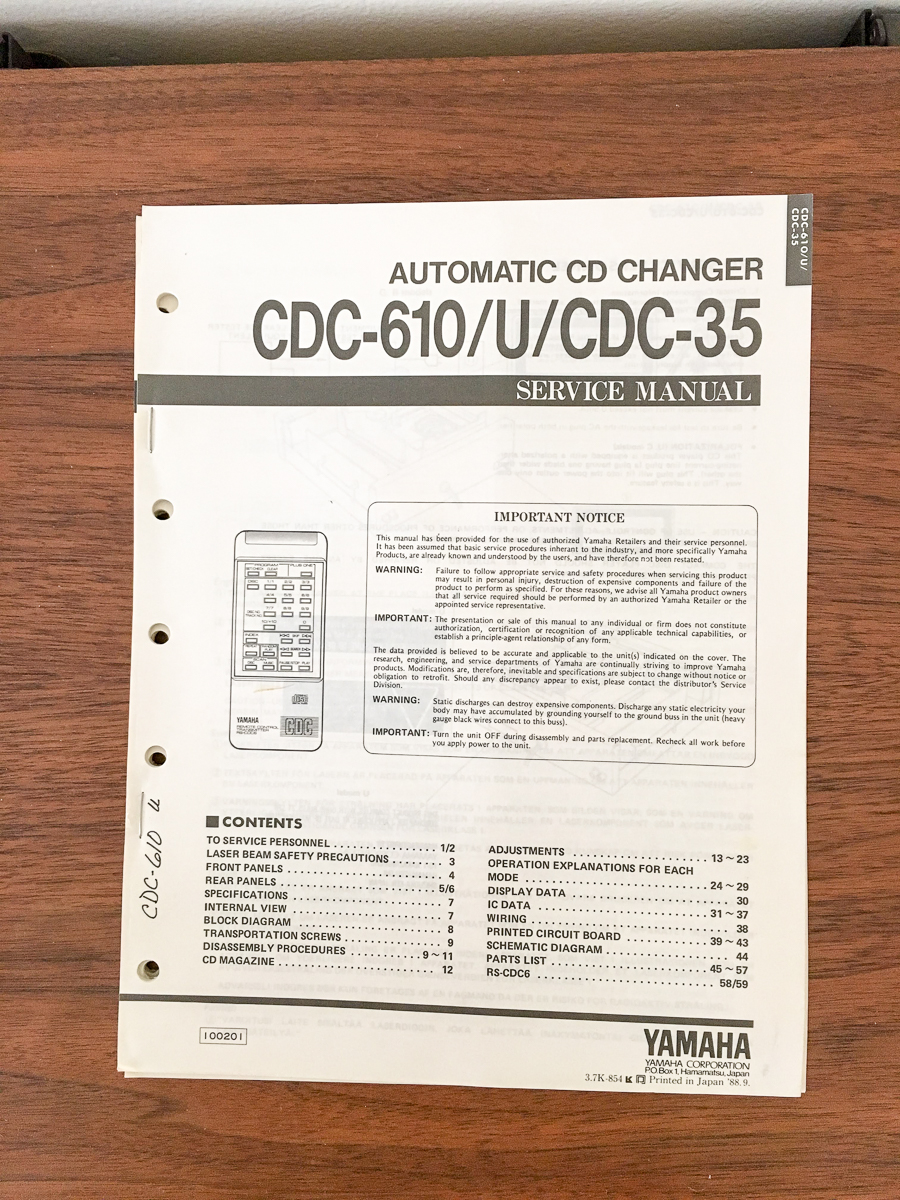 CDC-610/U/
CDC-35
AUTOMATIC CD CHANGER
CDC-610/U/CDC-35
SERVICE MANUAL
IMPORTANT NOTICE
This manual has been provided for the use of authorized Yamaha Retailers and their service personnel.
It has been assumed that basic service procedures inherant to the industry, and more specifically Yamaha
Products, are already known and understood by the users, and have therefore not been restated.
WARNING: Failure to follow appropriate service and safety procedures when servicing this product
may result in personal injury, destruction of expensive components and failure of the
product to perform as specified. For these reasons, we advise all Yamaha product owners
that all service required should be performed by an authorized Yamaha Retailer or the
appointed service representative.
IMPORTANT: The presentation or sale of this manual to any individual or firm does not constitute
authorization, certification or recognition of any applicable technical capabilities, or
establish a principle-agent relationship of any form.
The data provided is believed to be accurate and applicable to the unit(s) indicated on the cover. The
research, engineering, and service departments of Yamaha are continually striving to improve Yamaha
products. Modifications are, therefore, inevitable and specifications are subject to change without notice or
obligation to retrofit. Should any discrepancy appear to exist, please contact the distributor's Service
Division.
WARNING: Static discharges can destroy expensive components. Discharge any static electricity your
body may have accumulated by grounding yourself to the ground buss in the unit (heavy
gauge black wires connect to this buss).
IMPORTANT: Turn the unit OFF during disassembly and parts replacement. Recheck all work before
you apply power to the unit.
PROGRAM
PLUS ONE
INDEX
YAMAHA
REMOTE CONTROL
TRANSMITTER
CDC
CDC-610 U
■ CONTENTS
TO SERVICE PERSONNEL . . . . . . . . . . . . . . . . 1/2
LASER BEAM SAFETY PRECAUTIONS . . . . . . . . 3
FRONT PANELS . . . . . . . . . . . . . . . . . . . . . . . 4
REAR PANELS . . . . . . . . . . . . . . . . . . . . . . . 5/6
SPECIFICATIONS . . . . . . . . . . . . . . . . . . . . . . 7
INTERNAL VIEW . . . . . . . . . . . . . . . . . . . . . . 7
BLOCK DIAGRAM . . . . . . . . . . . . . . . . . . . . . 8
TRANSPORTATION SCREWS . . . . . . . . . . . . . . 9
DISASSEMBLY PROCEDURES . . . . . . . . . . . 9 ~ 11
CD MAGAZINE . . . . . . . . . . . . . . . . . . . . . . . 12
ADJUSTMENTS . . . . . . . . . . . . . . . . . . . . 13 ~ 23
OPERATION EXPLANATIONS FOR EACH
MODE . . . . . . . . . . . . . . . . . . . . . . . . . . . 24 ~ 29
DISPLAY DATA . . . . . . . . . . . . . . . . . . . . . . . 30
IC DATA . . . . . . . . . . . . . . . . . . . . . . . . . 31 ~ 37
WIRING . . . . . . . . . . . . . . . . . . . . . . . . . . . . 38
PRINTED CIRCUIT BOARD . . . . . . . . . . . . 39 ~ 43
SCHEMATIC DIAGRAM . . . . . . . . . . . . . . . . . 44
PARTS LIST . . . . . . . . . . . . . . . . . . . . . . . 45 ~ 57
RS-CDC6 . . . . . . . . . . . . . . . . . . . . . . . . . . 58/59
100201
YAMAHA
YAMAHA CORPORATION
P.O.Box 1, Hamamatsu, Japan
3.7K-854 Printed in Japan '88.9.